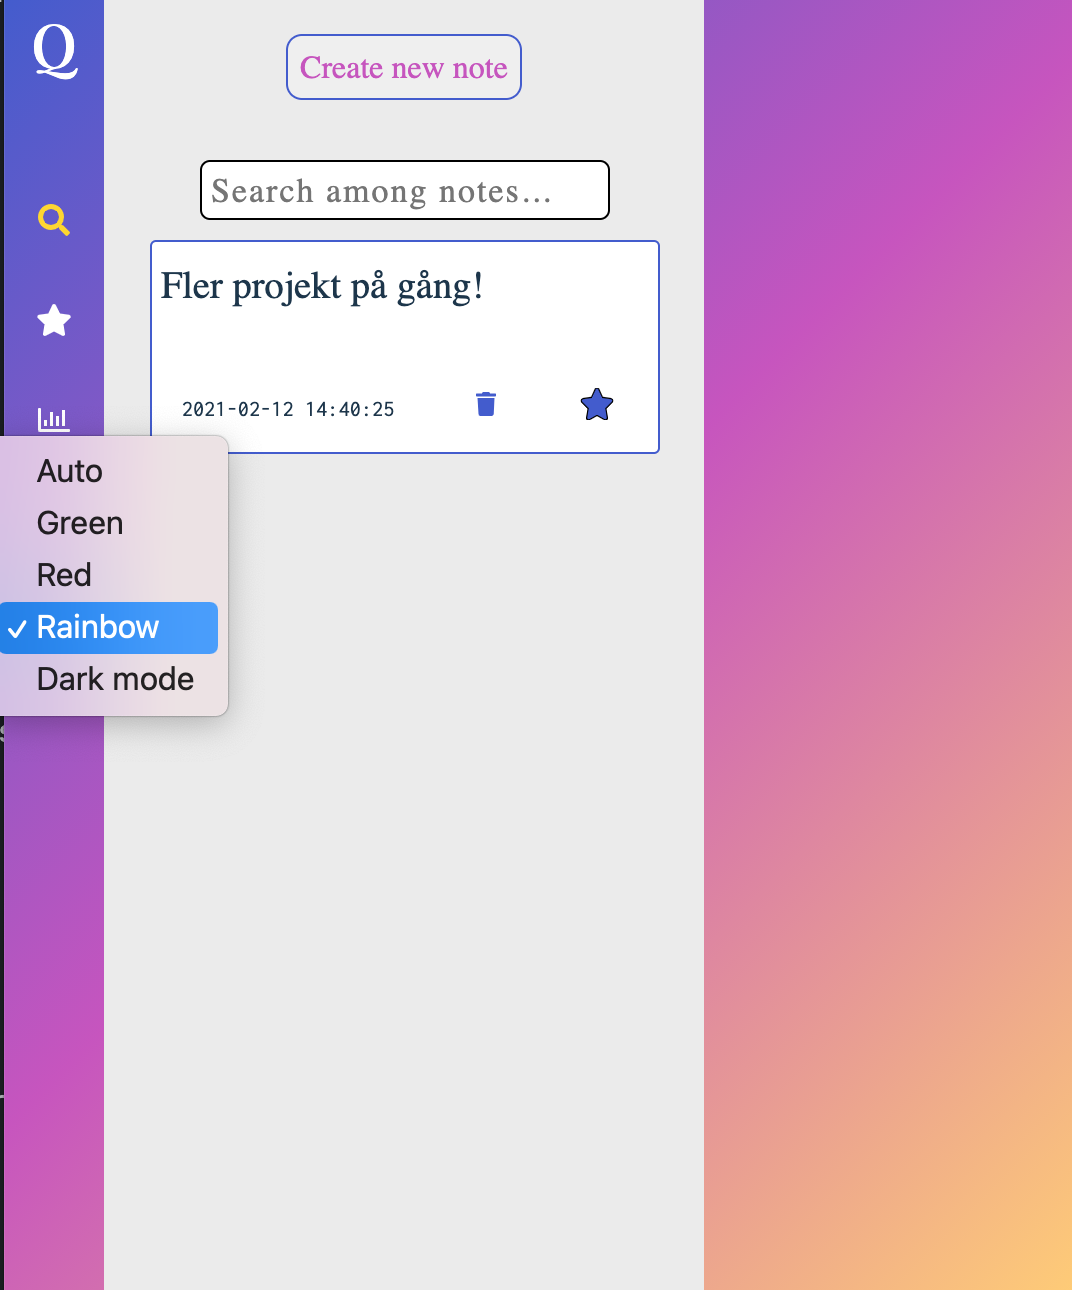 Q
Create new note
Search among notes...
Fler projekt på gång!
2021-02-12 14:40:25
Auto
Green
Red
Rainbow
Dark mode